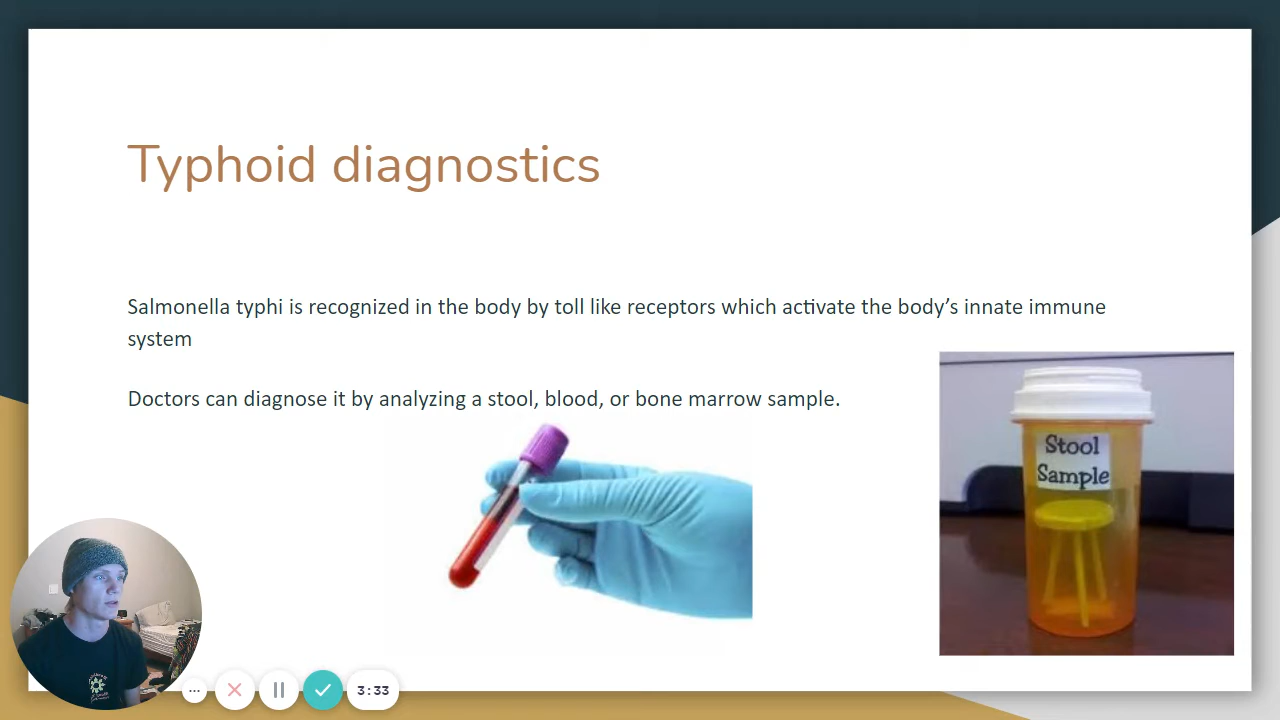 Typhoid diagnostics
Salmonella typhi is recognized in the body by toll like receptors which activate the body’s innate immune
system
Doctors can diagnose it by analyzing a stool, blood, or bone marrow sample.
Stool
Sample
3:33